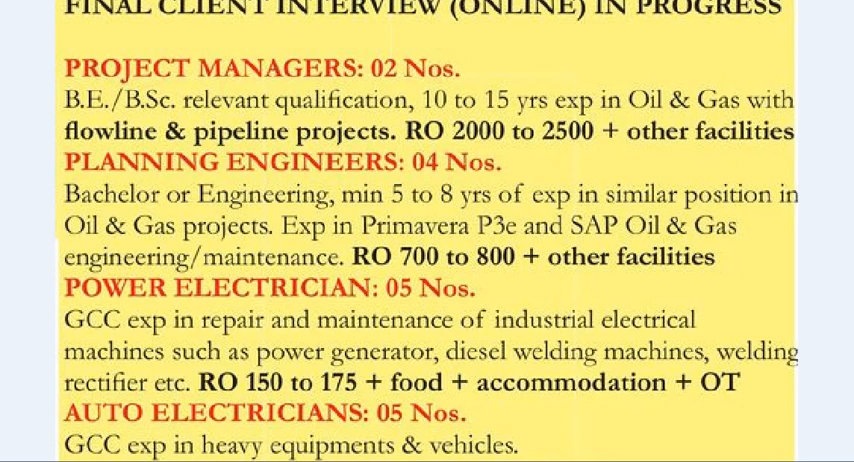 FINAL CLIENT INTERVIEW (ONLINE) IN PROGRESS
PROJECT MANAGERS: 02 Nos.
B.E./B.Sc. relevant qualification, 10 to 15 yrs exp in Oil & Gas with
flowline & pipeline projects. RO 2000 to 2500 + other facilities
PLANNING ENGINEERS: 04 Nos.
Bachelor or Engineering, min 5 to 8 yrs of exp in similar position in
Oil & Gas projects. Exp in Primavera P3e and SAP Oil & Gas
engineering/maintenance. RO 700 to 800 + other facilities
POWER ELECTRICIAN: 05 Nos.
GCC exp in repair and maintenance of industrial electrical
machines such as power generator, diesel welding machines, welding
rectifier etc. RO 150 to 175 + food + accommodation + OT
AUTO ELECTRICIANS: 05 Nos.
GCC exp in heavy equipments & vehicles.